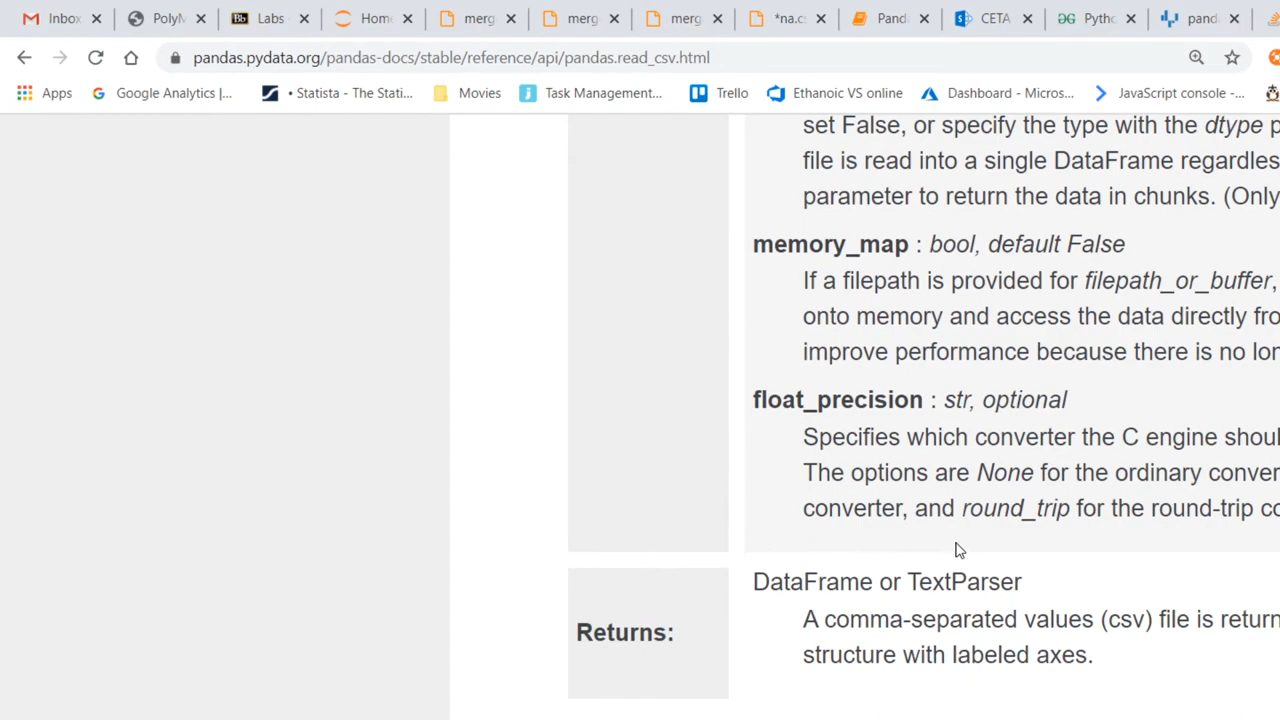 Inbox
PolyM
Bb Labs
Home
merg
merg
merg
*na.c
Pand
CETA
Pytho
pand
pandas.pydata.org/pandas-docs/stable/reference/api/pandas.read_csv.html
Apps
Google Analytics |...
• Statista - The Stati...
Movies
Task Management...
Trello
Ethanoic VS online
Dashboard - Micros...
JavaScript console -...
set False, or specify the type with the dtype p
file is read into a single DataFrame regardles
parameter to return the data in chunks. (Only
memory_map : bool, default False
If a filepath is provided for filepath_or_buffer,
onto memory and access the data directly fro
improve performance because there is no lon
float_precision : str, optional
Specifies which converter the C engine shoul
The options are None for the ordinary conver
converter, and round_trip for the round-trip co
DataFrame or TextParser
Returns:
A comma-separated values (csv) file is return
structure with labeled axes.